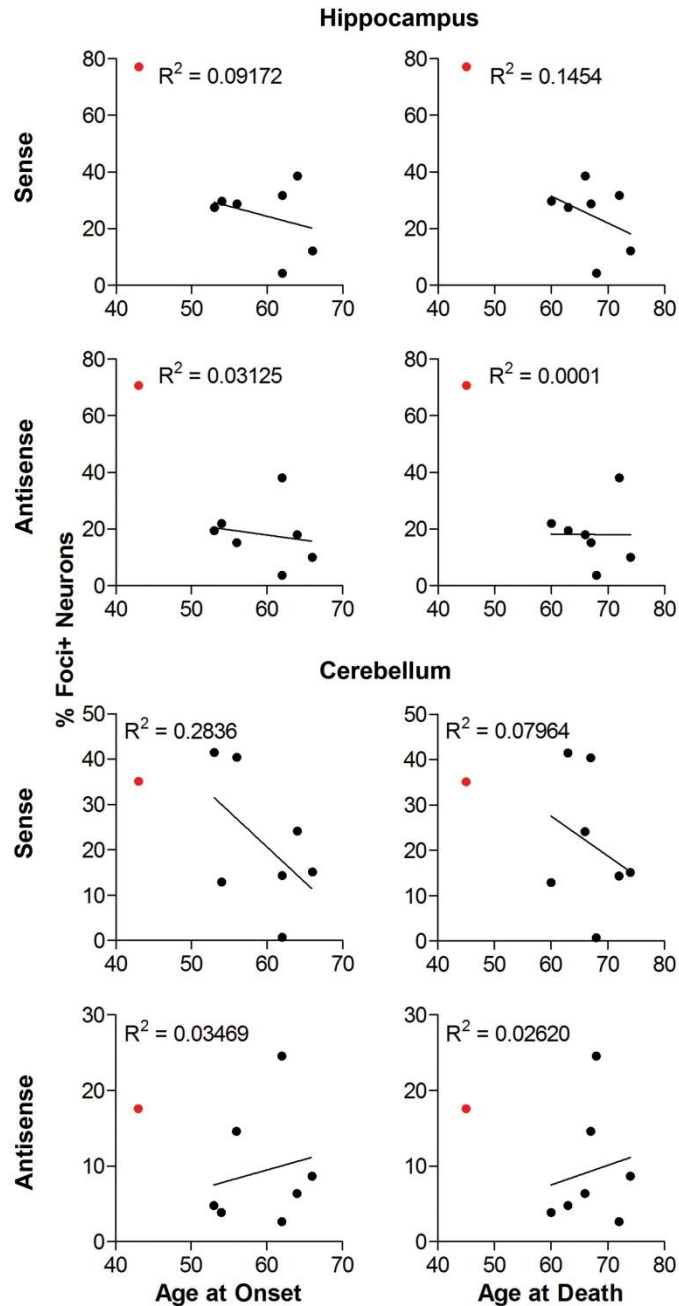 Hippocampus
Sense
80
60
40
20
0
R² = 0.09172
40 50 60 70
80
60
40
20
0
R² = 0.1454
40 50 60 70 80
Antisense
80
60
40
20
0
R² = 0.03125
40 50 60 70
80
60
40
20
0
R² = 0.0001
40 50 60 70 80
% Foci+ Neurons
Cerebellum
Sense
50
40
30
20
10
0
R² = 0.2836
40 50 60 70
50
40
30
20
10
0
R² = 0.07964
40 50 60 70 80
Antisense
30
20
10
0
R² = 0.03469
40 50 60 70
Age at Onset
30
20
10
0
R² = 0.02620
40 50 60 70 80
Age at Death